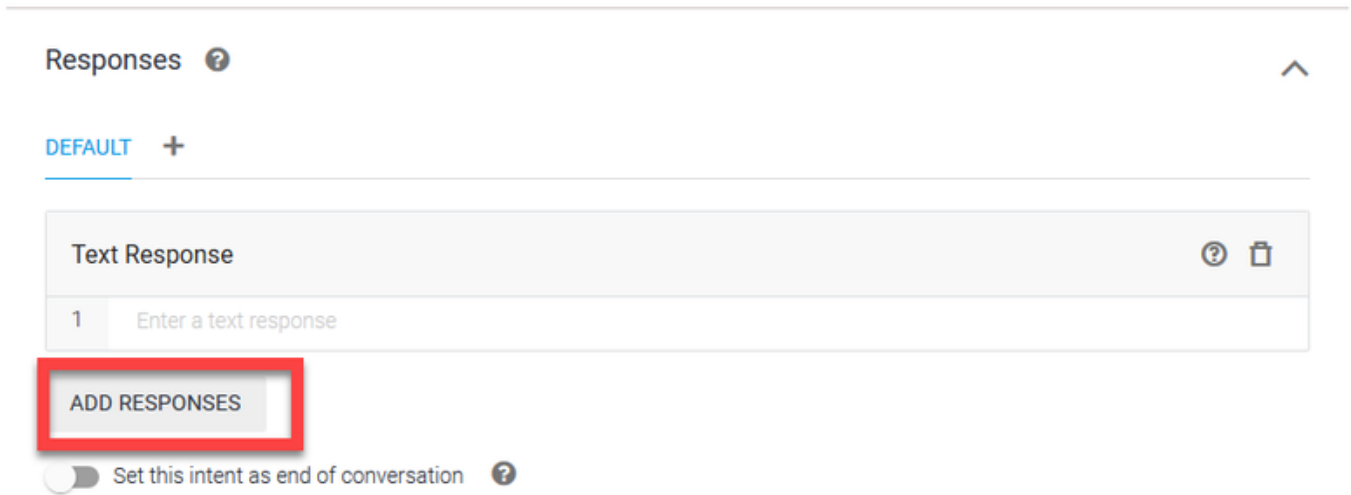 Responses
DEFAULT +
Text Response
1 Enter a text response
ADD RESPONSES
Set this intent as end of conversation